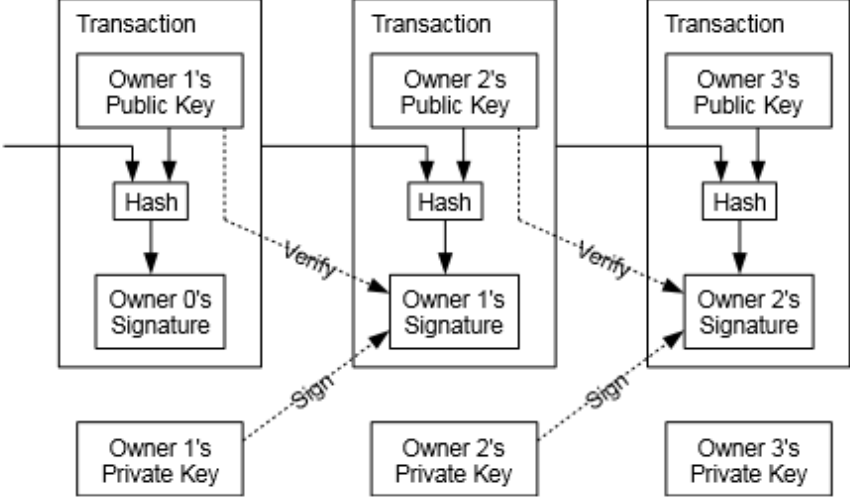 Transaction
Transaction
Transaction
Owner 1's
Public Key
Owner 2's
Public Key
Owner 3's
Public Key
Hash
Hash
Hash
Verify
Verify
Owner 0's
Signature
Owner 1's
Signature
Owner 2's
Signature
Sign
Sign
Owner 1's
Private Key
Owner 2's
Private Key
Owner 3's
Private Key